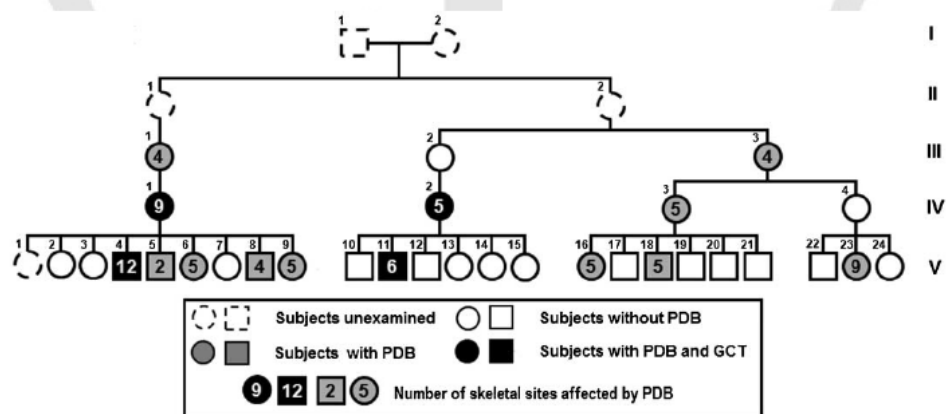 1 2 I
1 2 II
1 2 3 III
4 4
1 2 3 4 IV
9 5 5
1 2 3 4 5 6 7 8 9 10 11 12 13 14 15 16 17 18 19 20 21 22 23 24
12 2 5 4 5 6 5 5 9 V
Subjects unexamined Subjects without PDB
Subjects with PDB Subjects with PDB and GCT
9 12 2 5 Number of skeletal sites affected by PDB